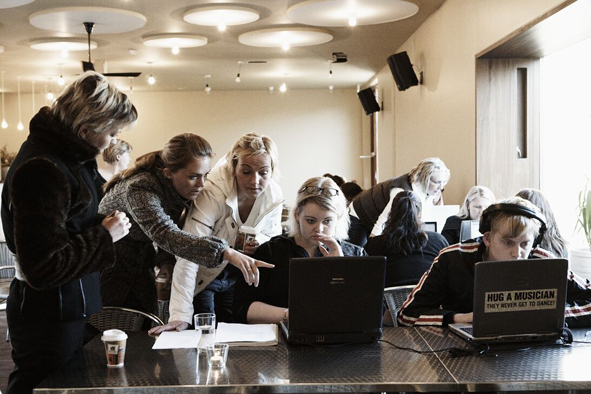 HUG A MUSICIAN
THEY NEVER GET TO DANCE!